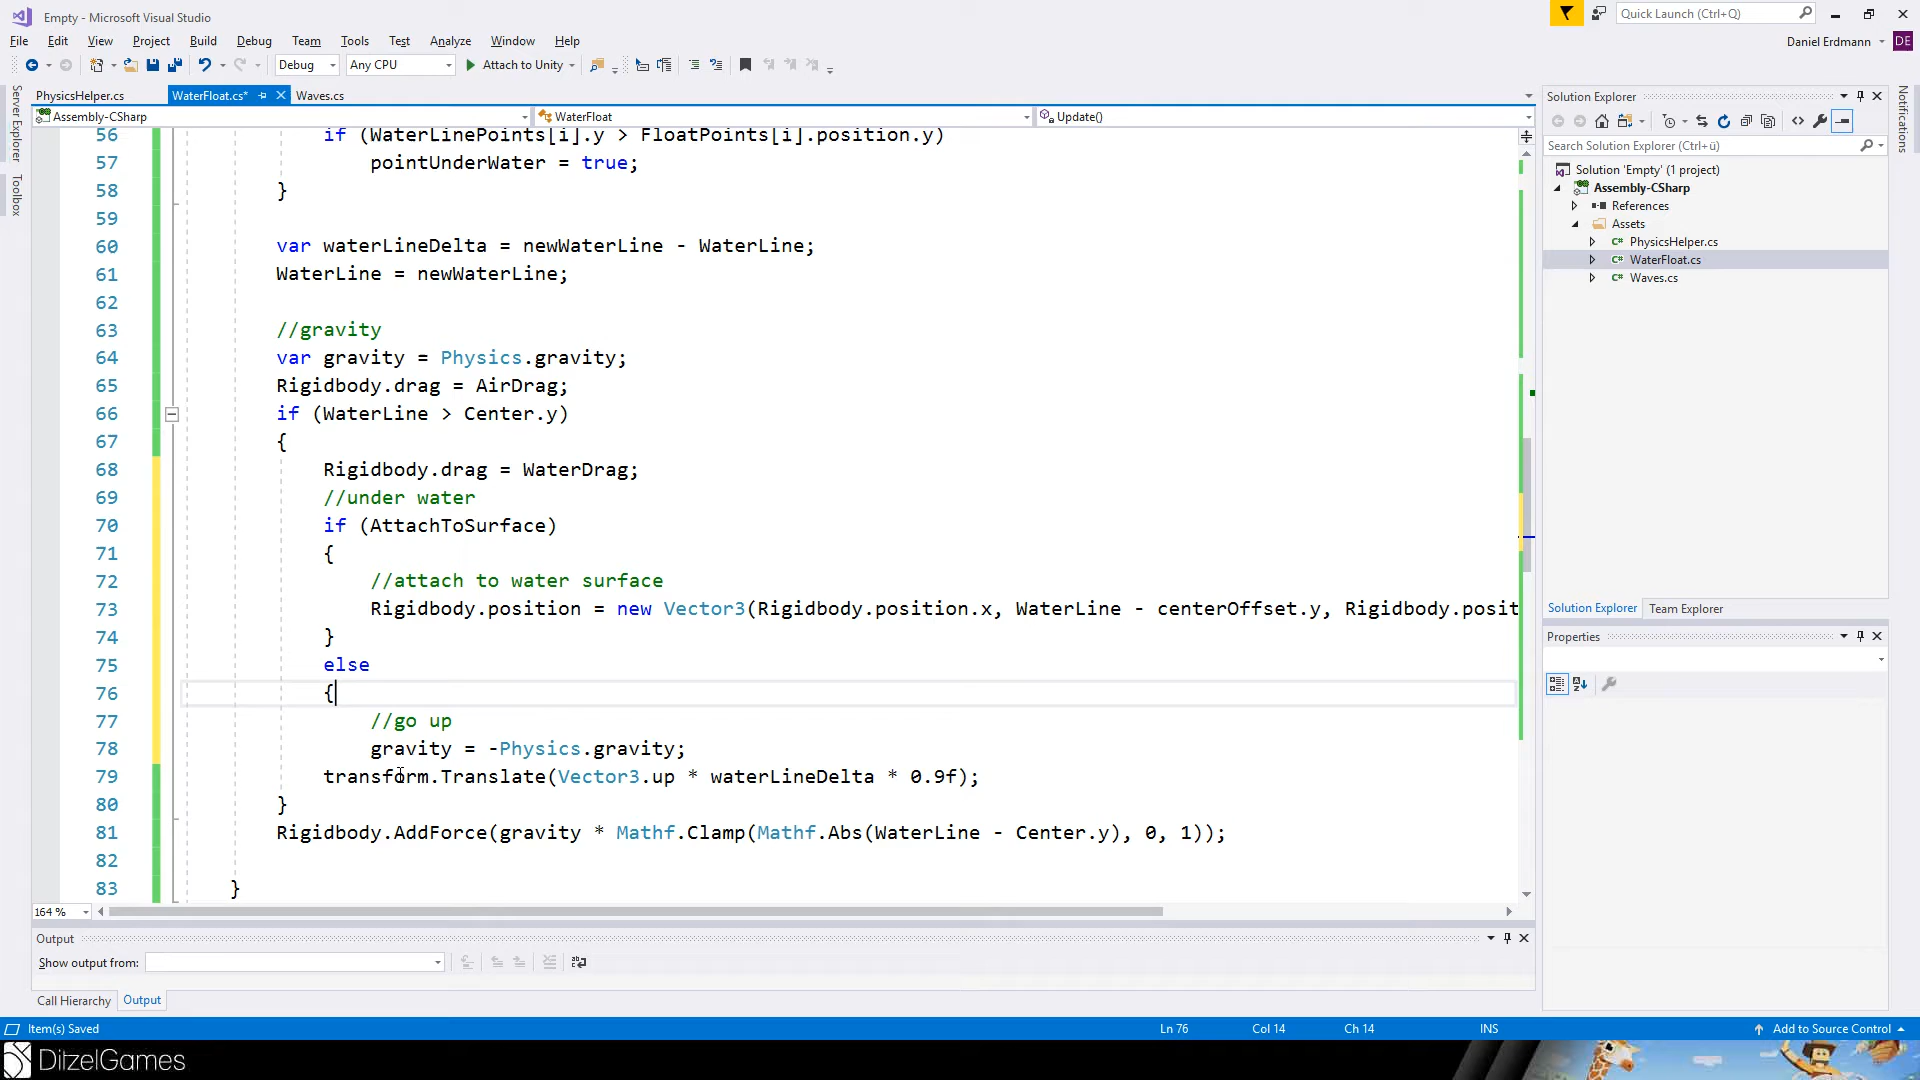 Empty - Microsoft Visual Studio
Quick Launch (Ctrl+Q)
File Edit View Project Build Debug Team Tools Test Analyze Window Help
Daniel Erdmann DE
Debug Any CPU Attach to Unity
PhysicsHelper.cs WaterFloat.cs* Waves.cs
Assembly-CSharp WaterFloat Update()
Server Explorer
Toolbox
56 if (WaterLinePoints[i].y > FloatPoints[i].position.y)
57 pointUnderWater = true;
58 }
59
60 var waterLineDelta = newWaterLine - WaterLine;
61 WaterLine = newWaterLine;
62
63 //gravity
64 var gravity = Physics.gravity;
65 Rigidbody.drag = AirDrag;
66 if (WaterLine > Center.y)
67 {
68 Rigidbody.drag = WaterDrag;
69 //under water
70 if (AttachToSurface)
71 {
72 //attach to water surface
73 Rigidbody.position = new Vector3(Rigidbody.position.x, WaterLine - centerOffset.y, Rigidbody.posit
74 }
75 else
76 {
77 //go up
78 gravity = -Physics.gravity;
79 transform.Translate(Vector3.up * waterLineDelta * 0.9f);
80 }
81 Rigidbody.AddForce(gravity * Mathf.Clamp(Mathf.Abs(WaterLine - Center.y), 0, 1));
82
83 }
164 %
Output
Show output from:
Call Hierarchy Output
Solution Explorer
Search Solution Explorer (Ctrl+ü)
Solution 'Empty' (1 project)
Assembly-CSharp
References
Assets
C# PhysicsHelper.cs
C# WaterFloat.cs
C# Waves.cs
Solution Explorer Team Explorer
Properties
Notifications
Item(s) Saved Ln 76 Col 14 Ch 14 INS Add to Source Control
DitzelGames